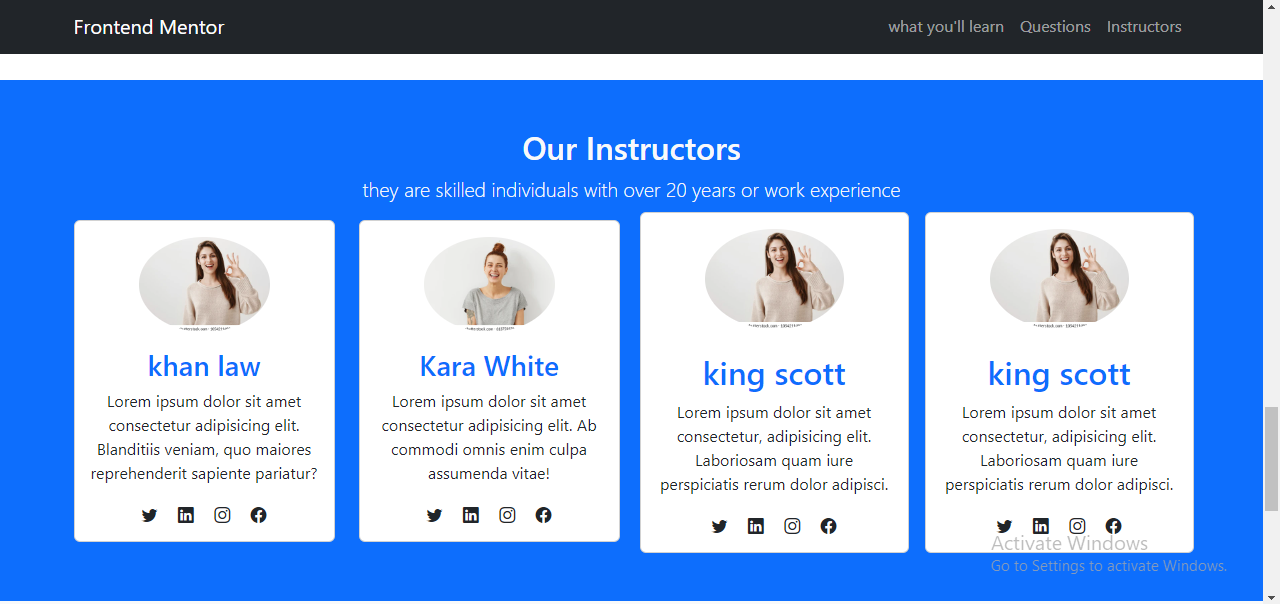 Frontend Mentor
what you'll learn Questions Instructors
Our Instructors
they are skilled individuals with over 20 years or work experience
khan law
Lorem ipsum dolor sit amet
consectetur adipisicing elit.
Blanditiis veniam, quo maiores
reprehenderit sapiente pariatur?
Kara White
Lorem ipsum dolor sit amet
consectetur adipisicing elit. Ab
commodi omnis enim culpa
assumenda vitae!
king scott
Lorem ipsum dolor sit amet
consectetur, adipisicing elit.
Laboriosam quam iure
perspiciatis rerum dolor adipisci.
king scott
Lorem ipsum dolor sit amet
consectetur, adipisicing elit.
Laboriosam quam iure
perspiciatis rerum dolor adipisci.
Activate Windows
Go to Settings to activate Windows.